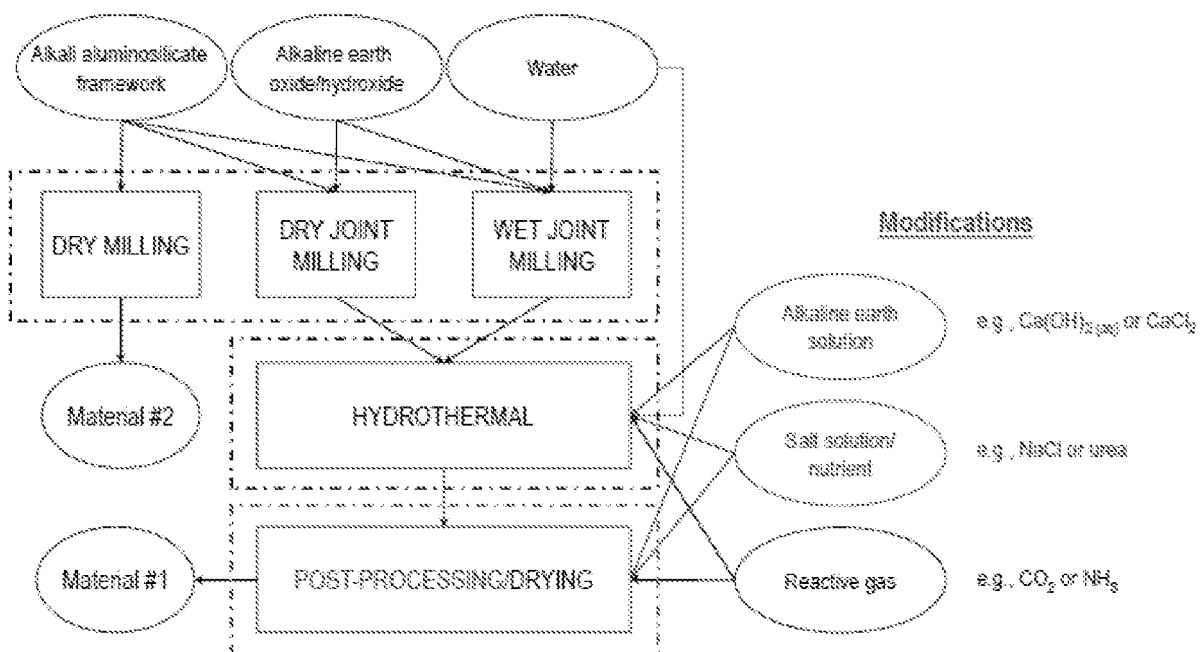 Alkali aluminosilicate
framework
Alkaline earth
oxide/hydroxide
Water
DRY MILLING
DRY JOINT
MILLING
WET JOINT
MILLING
Modifications
Alkaline earth
solution
e.g., Ca(OH)2 (aq) or CaCl2
Material #2
HYDROTHERMAL
Salt solution/
nutrient
e.g., NaCl or urea
Material #1
POST-PROCESSING/DRYING
Reactive gas
e.g., CO2 or NH3